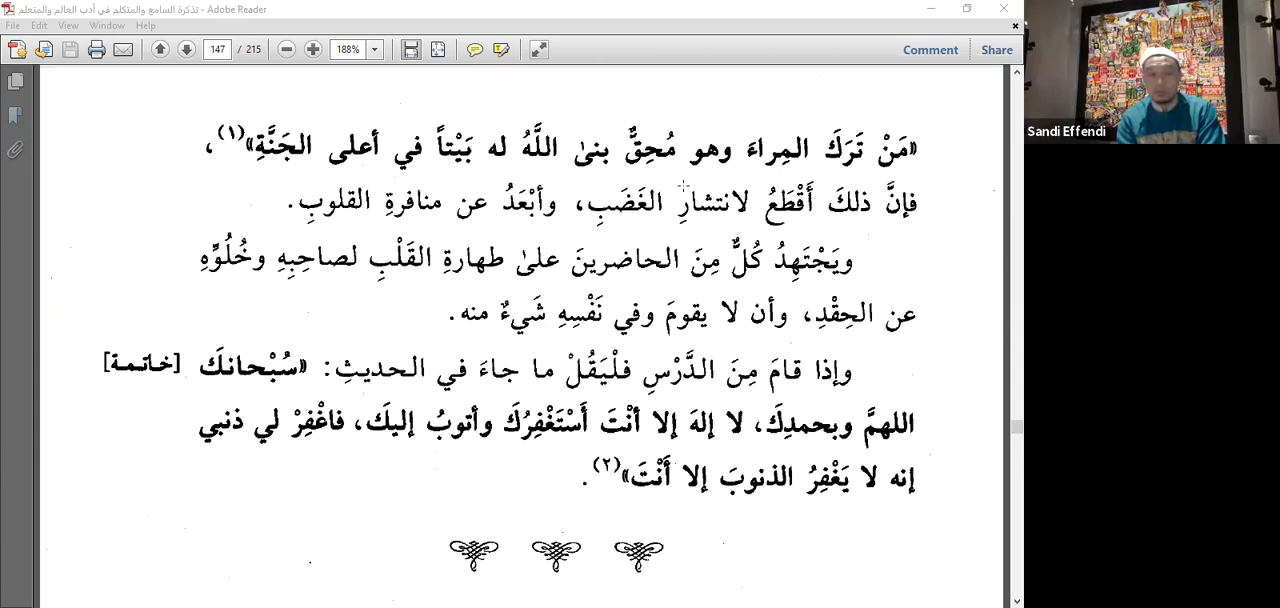 تذكرة السامع والمتكلم في أدب العالم والمتعلم - Adobe Reader
File Edit View Window Help
147 / 215 188% Comment Share
Sandi Effendi
«مَنْ تَرَكَ المِراءَ وهو مُحِقٌّ بنىٰ اللَّهُ له بَيْتاً في أعلى الجَنَّةِ»(١)،
فإنَّ ذلكَ أَقْطَعُ لانتشارِ الغَضَبِ، وأبْعَدُ عن منافرةِ القلوبِ.
ويَجْتَهِدُ كُلٌّ مِنَ الحاضرينَ علىٰ طهارةِ القَلْبِ لصاحِبِهِ وخُلُوِّهِ
عن الحِقْدِ، وأن لا يقومَ وفي نَفْسِهِ شَيءٌ منه.
وإذا قامَ مِنَ الدَّرْسِ فلْيَقُلْ ما جاءَ في الحديثِ: «سُبْحانكَ [خاتمة]
اللهمَّ وبحمدِكَ، لا إلهَ إلا أنْتَ أَسْتَغْفِرُكَ وأتوبُ إليكَ، فاغْفِرْ لي ذنبي
إنه لا يَغْفِرُ الذنوبَ إلا أَنْتَ»(٢).